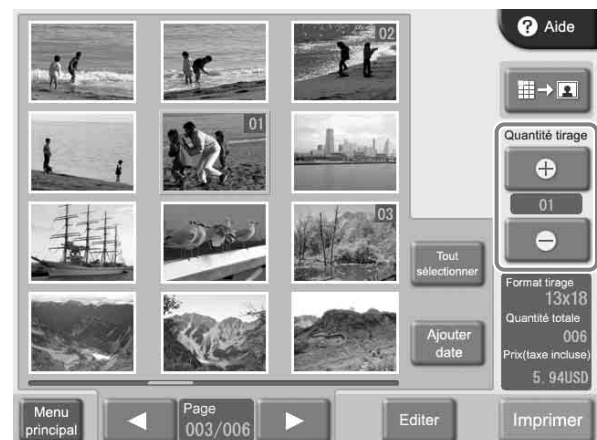 02
Aide
01
Quantité tirage
01
03
Tout
sélectionner
Format tirage
13x18
Quantité totale
006
Prix(taxe incluse)
5.94USD
Ajouter
date
Menu
principal
Page
003/006
Editer
Imprimer